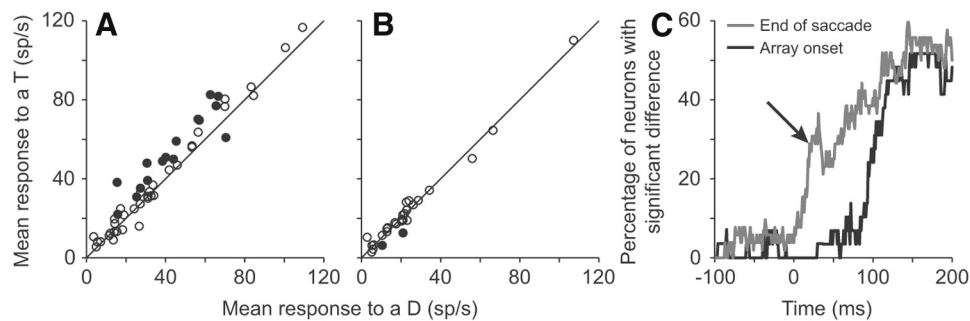 A
B
C
Mean response to a T (sp/s)
120
80
40
0
0 40 80 120
0 40 80 120
Mean response to a D (sp/s)
Percentage of neurons with
significant difference
60
40
20
0
End of saccade
Array onset
-100 0 100 200
Time (ms)